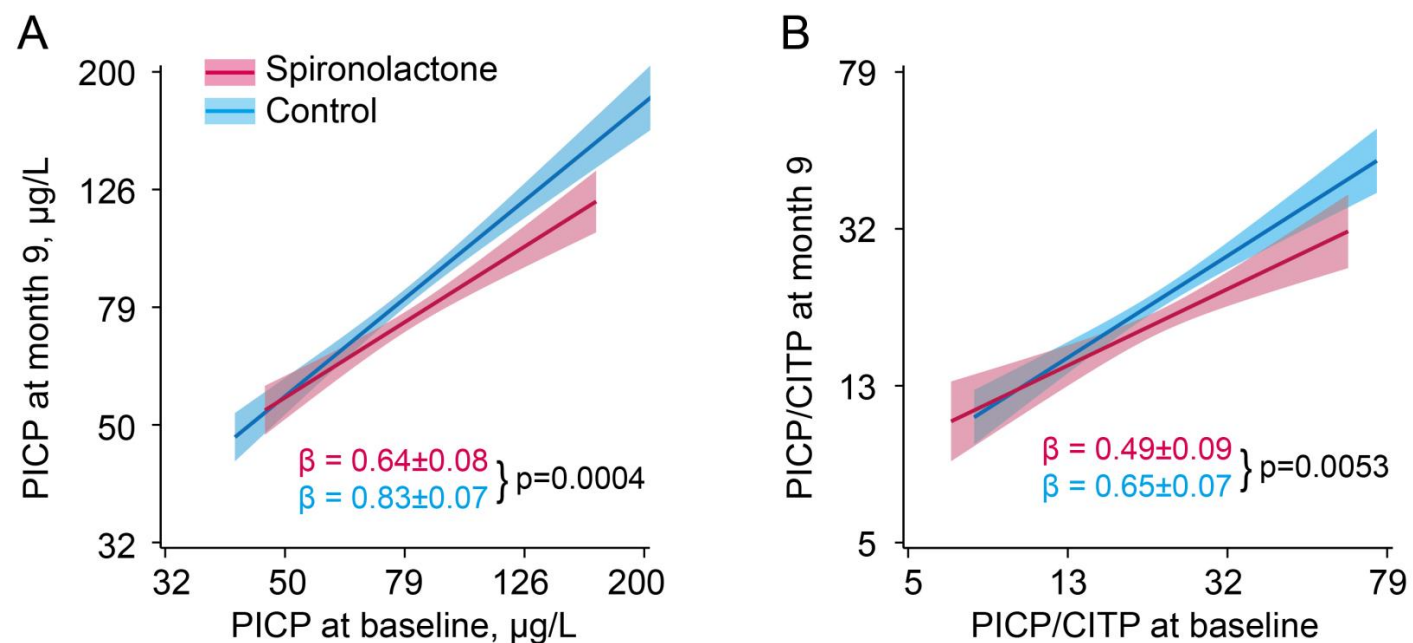 A
Spironolactone
Control
PICP at month 9, µg/L
200
126
79
50
32
β = 0.64±0.08
β = 0.83±0.07
} p=0.0004
32 50 79 126 200
PICP at baseline, µg/L
B
PICP/CITP at month 9
79
32
13
5
β = 0.49±0.09
β = 0.65±0.07
} p=0.0053
5 13 32 79
PICP/CITP at baseline